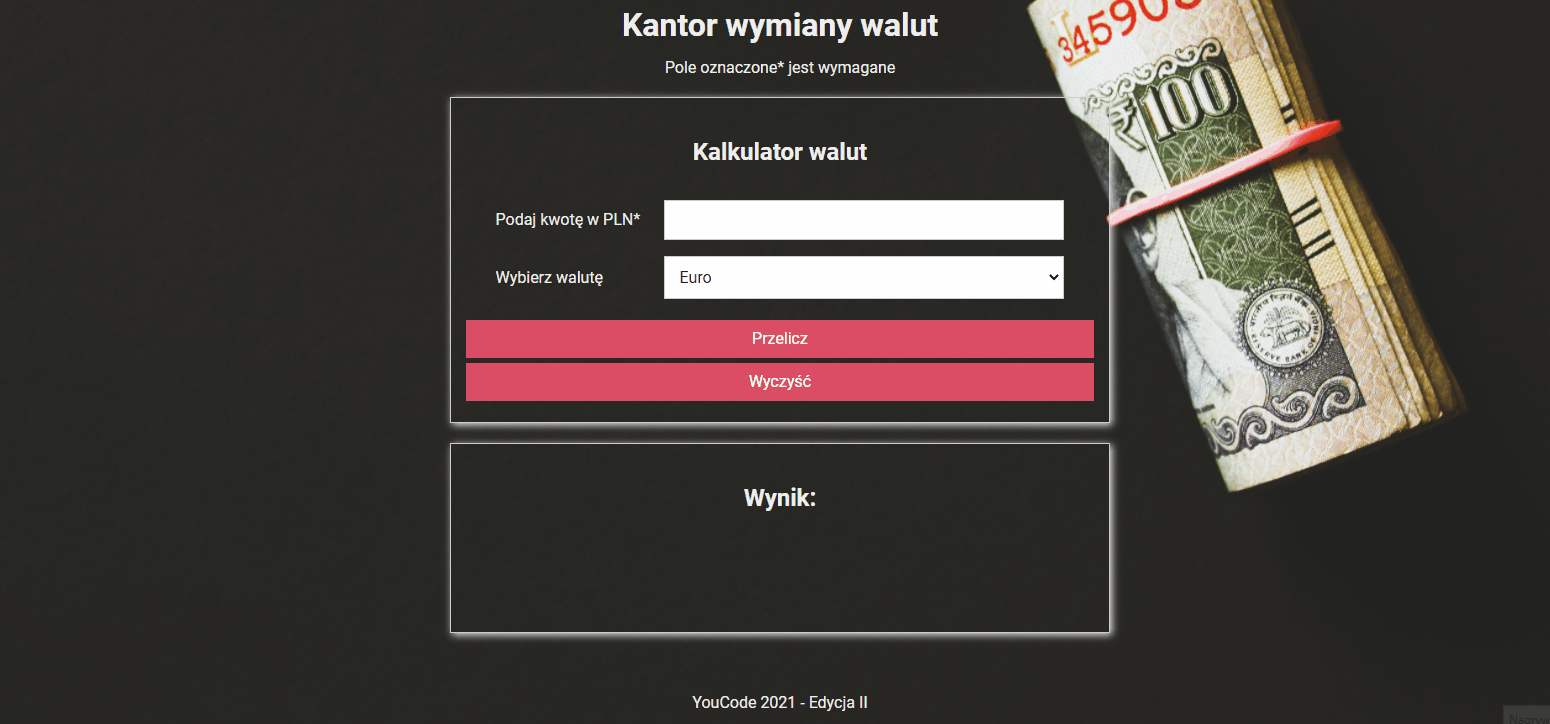 Kantor wymiany walut
Pole oznaczone* jest wymagane
Kalkulator walut
Podaj kwotę w PLN*
Wybierz walutę
Euro
Przelicz
Wyczyść
Wynik:
YouCode 2021 - Edycja II
₹100